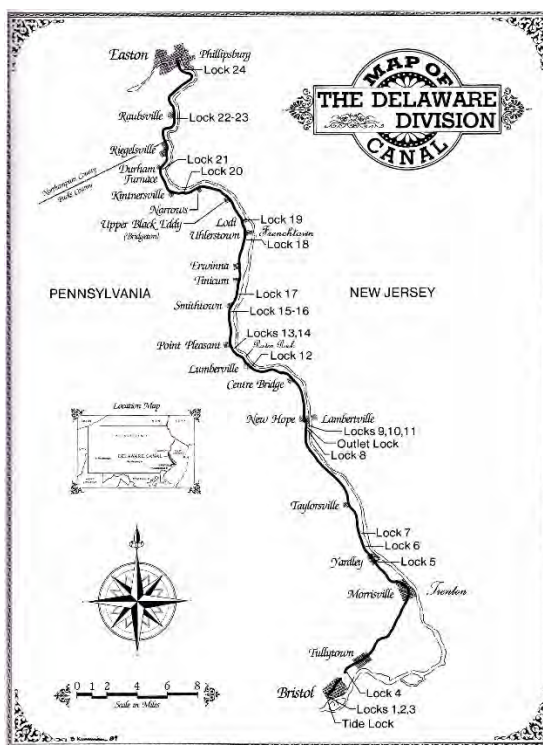 MAP OF
THE DELAWARE
DIVISION
CANAL
Easton
Phillipsburg
Lock 24
Raubsville
Lock 22-23
Riegelsville
Lock 21
Durham
Furnace
Lock 20
Northampton County
Bucks County
Kintnersville
Narrows
Upper Black Eddy
(Bridgeton)
Lodi
Lock 19
Uhlerstown
Frenchtown
Lock 18
Erwinna
Tinicum
PENNSYLVANIA
NEW JERSEY
Lock 17
Smithtown
Lock 15-16
Locks 13,14
Point Pleasant
Lock 12
Lumberville
Centre Bridge
New Hope
Lambertville
Locks 9,10,11
Outlet Lock
Lock 8
Location Map
DELAWARE CANAL
Taylorsville
Lock 7
Lock 6
Yardley
Lock 5
Morrisville
Trenton
Tullytown
Bristol
Lock 4
Locks 1,2,3
Tide Lock
0 1 2 4 6 8
Scale in Miles